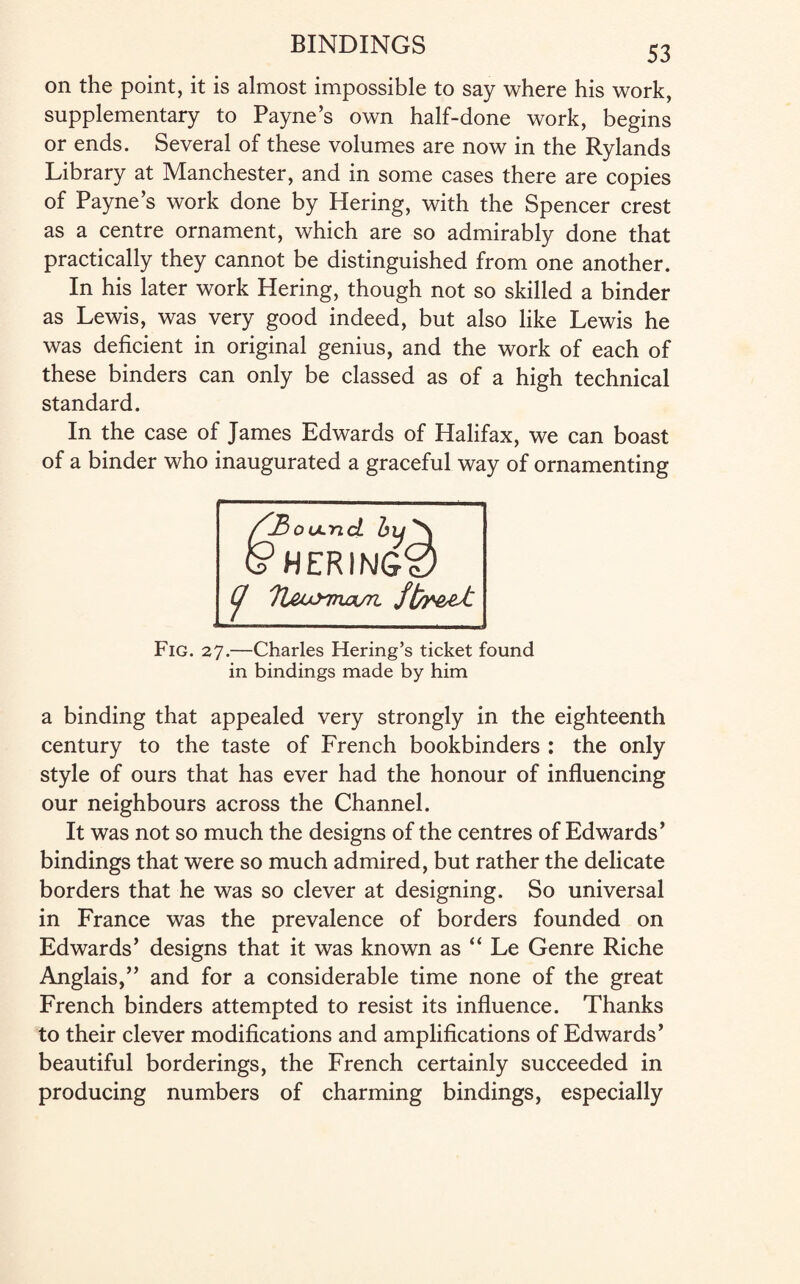 BINDINGS 53
on the point, it is almost impossible to say where his work,
supplementary to Payne’s own half-done work, begins
or ends. Several of these volumes are now in the Rylands
Library at Manchester, and in some cases there are copies
of Payne’s work done by Hering, with the Spencer crest
as a centre ornament, which are so admirably done that
practically they cannot be distinguished from one another.
In his later work Hering, though not so skilled a binder
as Lewis, was very good indeed, but also like Lewis he
was deficient in original genius, and the work of each of
these binders can only be classed as of a high technical
standard.
In the case of James Edwards of Halifax, we can boast
of a binder who inaugurated a graceful way of ornamenting
Bound by
HERING
9 Newman ſtreet
Fig. 27.—Charles Hering’s ticket found
in bindings made by him
a binding that appealed very strongly in the eighteenth
century to the taste of French bookbinders : the only
style of ours that has ever had the honour of influencing
our neighbours across the Channel.
It was not so much the designs of the centres of Edwards’
bindings that were so much admired, but rather the delicate
borders that he was so clever at designing. So universal
in France was the prevalence of borders founded on
Edwards’ designs that it was known as “ Le Genre Riche
Anglais,” and for a considerable time none of the great
French binders attempted to resist its influence. Thanks
to their clever modifications and amplifications of Edwards’
beautiful borderings, the French certainly succeeded in
producing numbers of charming bindings, especially